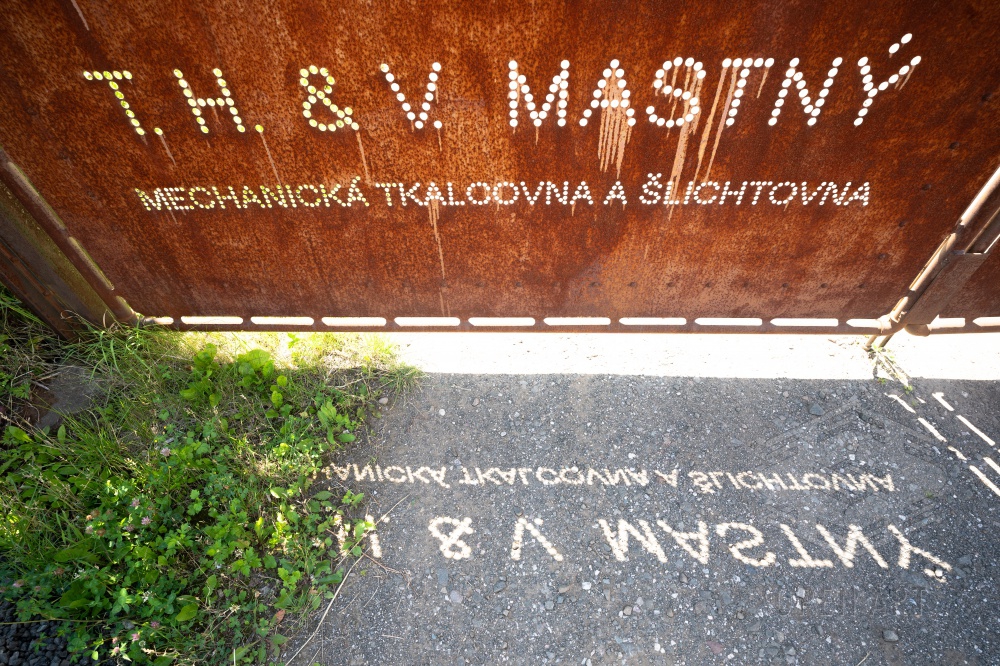 T. H. & V. MASTNÝ
MECHANICKÁ TKALCOVNA A ŠLICHTOVNA